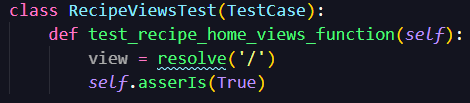 class RecipeViewsTest(TestCase):
    def test_recipe_home_views_function(self):
        view = resolve('/')
        self.asserIs(True)